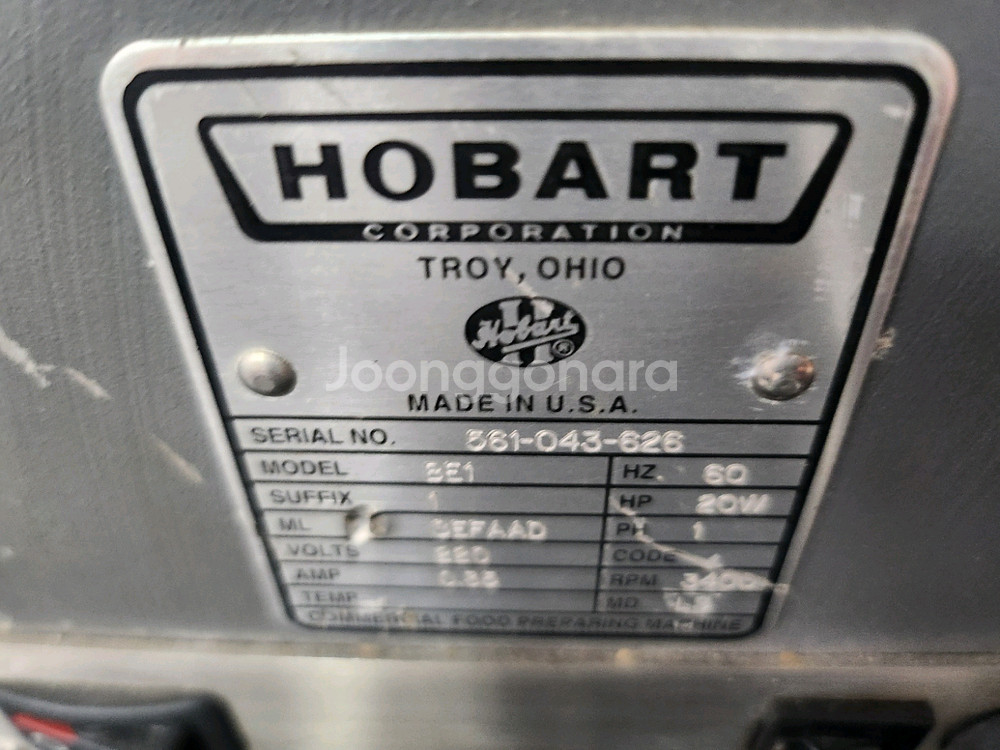 HOBART
CORPORATION
TROY, OHIO
Hobart ®
Joonggonara
MADE IN U.S.A.
SERIAL NO. 561-043-626
MODEL HZ. 60
SUFFIX 1 HP 20W
ML PH 1
VOLTS 220 CODE
AMP RPM 3400
TEMP MD
COMMERCIAL FOOD PREPARING MACHINE